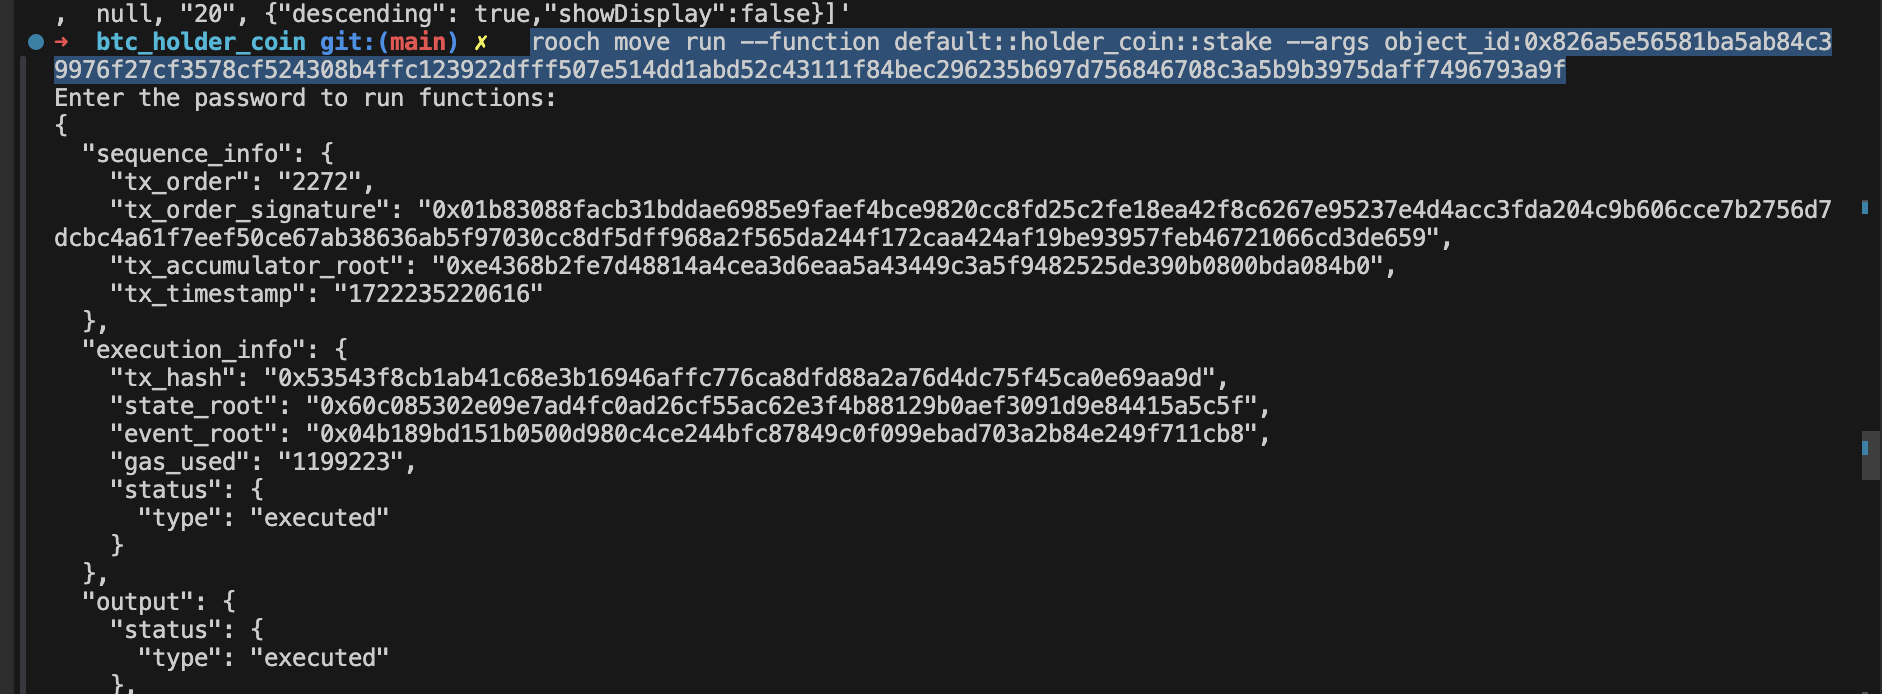 ,  null, "20", {"descending": true,"showDisplay":false}]'
➜  btc_holder_coin git:(main) ✗   rooch move run --function default::holder_coin::stake --args object_id:0x826a5e56581ba5ab84c3
9976f27cf3578cf524308b4ffc123922dfff507e514dd1abd52c43111f84bec296235b697d756846708c3a5b9b3975daff7496793a9f
Enter the password to run functions:
{
  "sequence_info": {
    "tx_order": "2272",
    "tx_order_signature": "0x01b83088facb31bddae6985e9faef4bce9820cc8fd25c2fe18ea42f8c6267e95237e4d4acc3fda204c9b606cce7b2756d7
dcbc4a61f7eef50ce67ab38636ab5f97030cc8df5dff968a2f565da244f172caa424af19be93957feb46721066cd3de659",
    "tx_accumulator_root": "0xe4368b2fe7d48814a4cea3d6eaa5a43449c3a5f9482525de390b0800bda084b0",
    "tx_timestamp": "1722235220616"
  },
  "execution_info": {
    "tx_hash": "0x53543f8cb1ab41c68e3b16946affc776ca8dfd88a2a76d4dc75f45ca0e69aa9d",
    "state_root": "0x60c085302e09e7ad4fc0ad26cf55ac62e3f4b88129b0aef3091d9e84415a5c5f",
    "event_root": "0x04b189bd151b0500d980c4ce244bfc87849c0f099ebad703a2b84e249f711cb8",
    "gas_used": "1199223",
    "status": {
      "type": "executed"
    }
  },
  "output": {
    "status": {
      "type": "executed"
    },